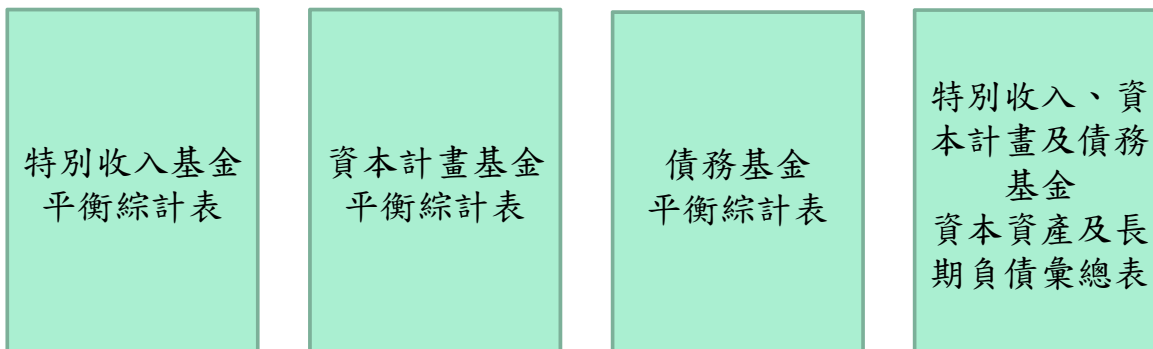 特別收入基金
平衡綜計表
資本計畫基金
平衡綜計表
債務基金
平衡綜計表
特別收入、資
本計畫及債務
基金
資本資產及長
期負債彙總表